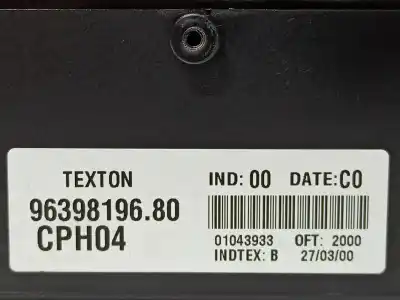 TEXTON IND: 00 DATE: C0
96398196.80
CPH04
01043933 OFT: 2000
INDTEX: B 27/03/00